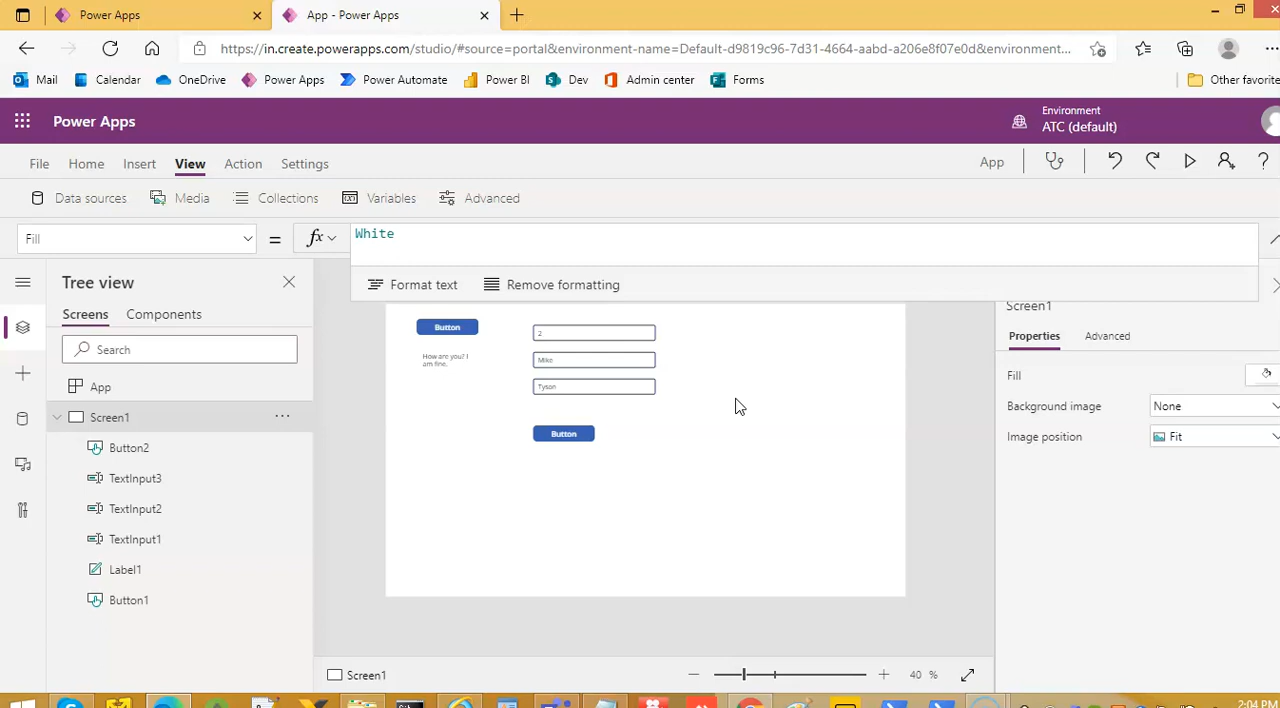 Power Apps
App - Power Apps
https://in.create.powerapps.com/studio/#source=portal&environment-name=Default-d9819c96-7d31-4664-aabd-a206e8f07e0d&environment...
Mail Calendar OneDrive Power Apps Power Automate Power BI Dev Admin center Forms Other favorite
Power Apps
Environment
ATC (default)
File Home Insert View Action Settings App
Data sources Media Collections Variables Advanced
Fill = fx White
Format text Remove formatting
Tree view
Screens Components
Search
App
Screen1
Button2
TextInput3
TextInput2
TextInput1
Label1
Button1
Button
How are you? I
am fine.
2
Mike
Tyson
Button
Screen1
Properties Advanced
Fill
Background image None
Image position Fit
Screen1 40 %
2:04 PM